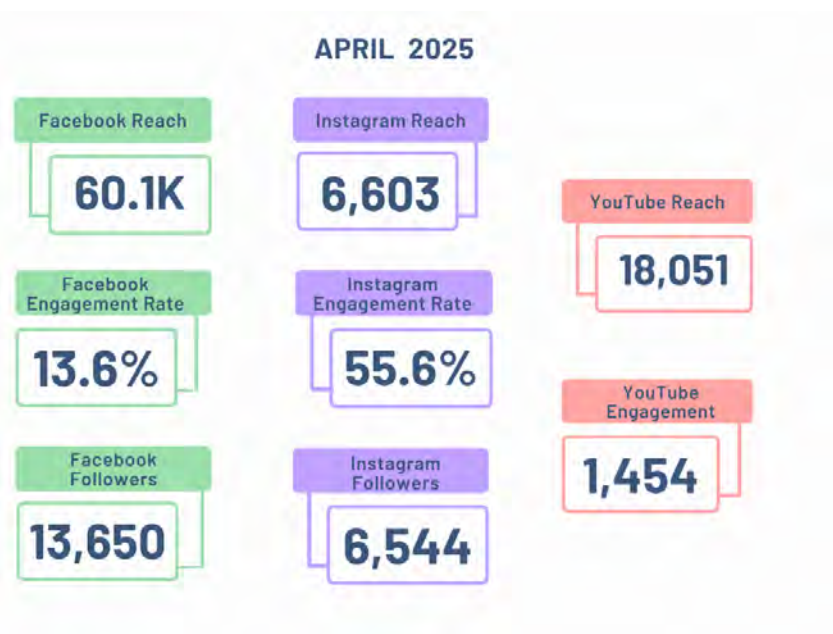 APRIL 2025
Facebook Reach
60.1K
Facebook
Engagement Rate
13.6%
Facebook
Followers
13,650
Instagram Reach
6,603
Instagram
Engagement Rate
55.6%
Instagram
Followers
6,544
YouTube Reach
18,051
YouTube
Engagement
1,454